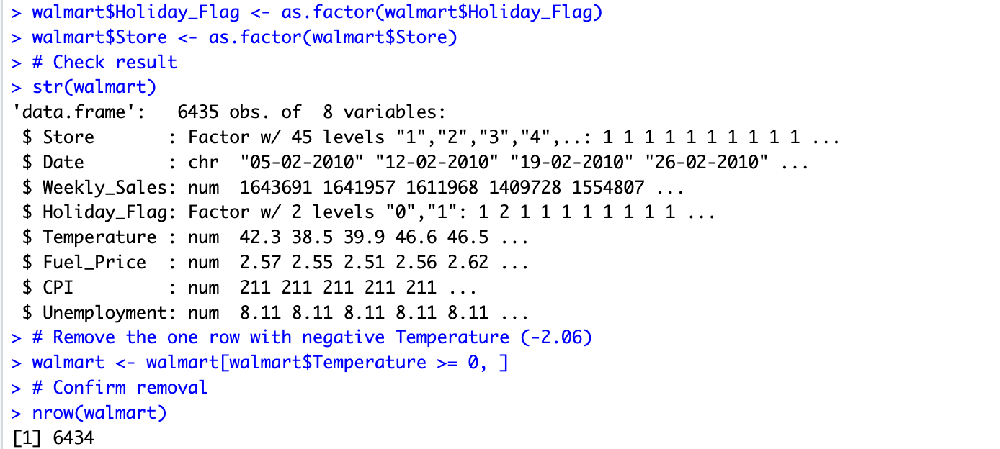 > walmart$Holiday_Flag <- as.factor(walmart$Holiday_Flag)
> walmart$Store <- as.factor(walmart$Store)
> # Check result
> str(walmart)
'data.frame':   6435 obs. of  8 variables:
 $ Store       : Factor w/ 45 levels "1","2","3","4",..: 1 1 1 1 1 1 1 1 1 1 ...
 $ Date        : chr  "05-02-2010" "12-02-2010" "19-02-2010" "26-02-2010" ...
 $ Weekly_Sales: num  1643691 1641957 1611968 1409728 1554807 ...
 $ Holiday_Flag: Factor w/ 2 levels "0","1": 1 2 1 1 1 1 1 1 1 1 ...
 $ Temperature : num  42.3 38.5 39.9 46.6 46.5 ...
 $ Fuel_Price  : num  2.57 2.55 2.51 2.56 2.62 ...
 $ CPI         : num  211 211 211 211 211 ...
 $ Unemployment: num  8.11 8.11 8.11 8.11 8.11 ...
> # Remove the one row with negative Temperature (-2.06)
> walmart <- walmart[walmart$Temperature >= 0, ]
> # Confirm removal
> nrow(walmart)
[1] 6434